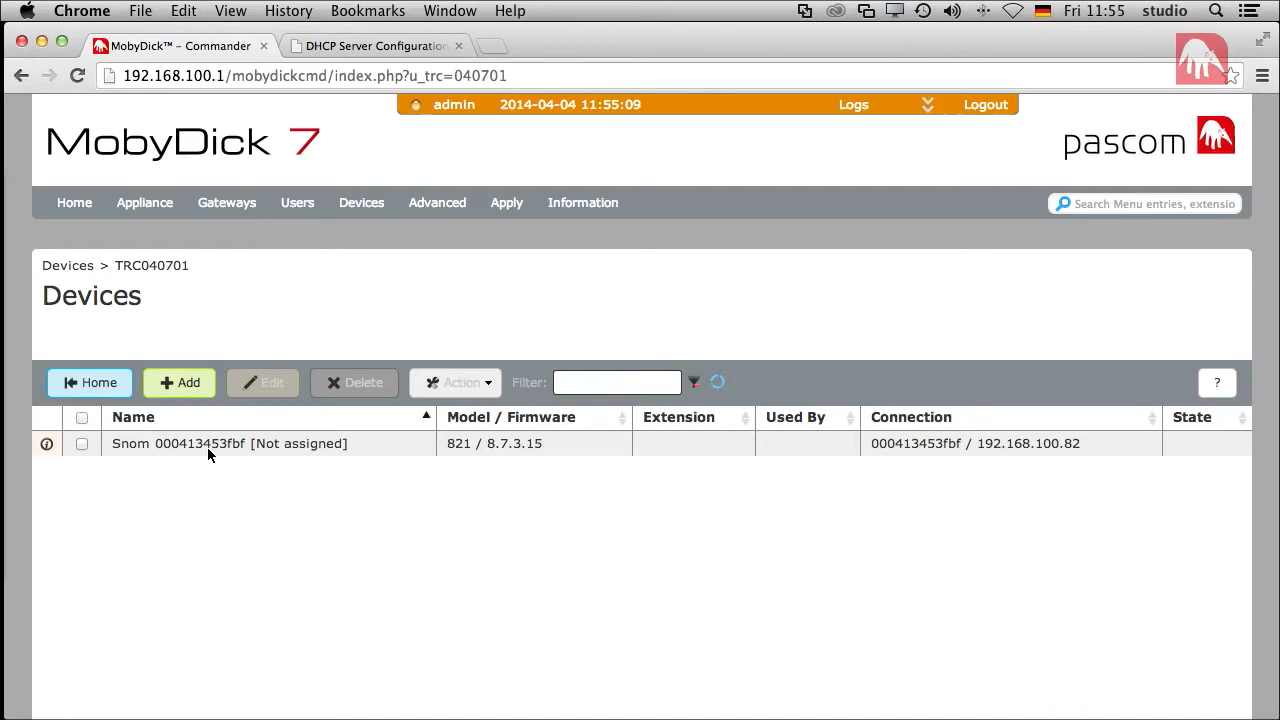 Chrome File Edit View History Bookmarks Window Help Fri 11:55 studio
MobyDick™ – Commander DHCP Server Configuration
192.168.100.1/mobydickcmd/index.php?u_trc=040701
admin 2014-04-04 11:55:09 Logs Logout
MobyDick 7 pascom
Home Appliance Gateways Users Devices Advanced Apply Information Search Menu entries, extensio
Devices > TRC040701
Devices
Home Add Edit Delete Action Filter: ?
Name Model / Firmware Extension Used By Connection State
Snom 000413453fbf [Not assigned] 821 / 8.7.3.15 000413453fbf / 192.168.100.82